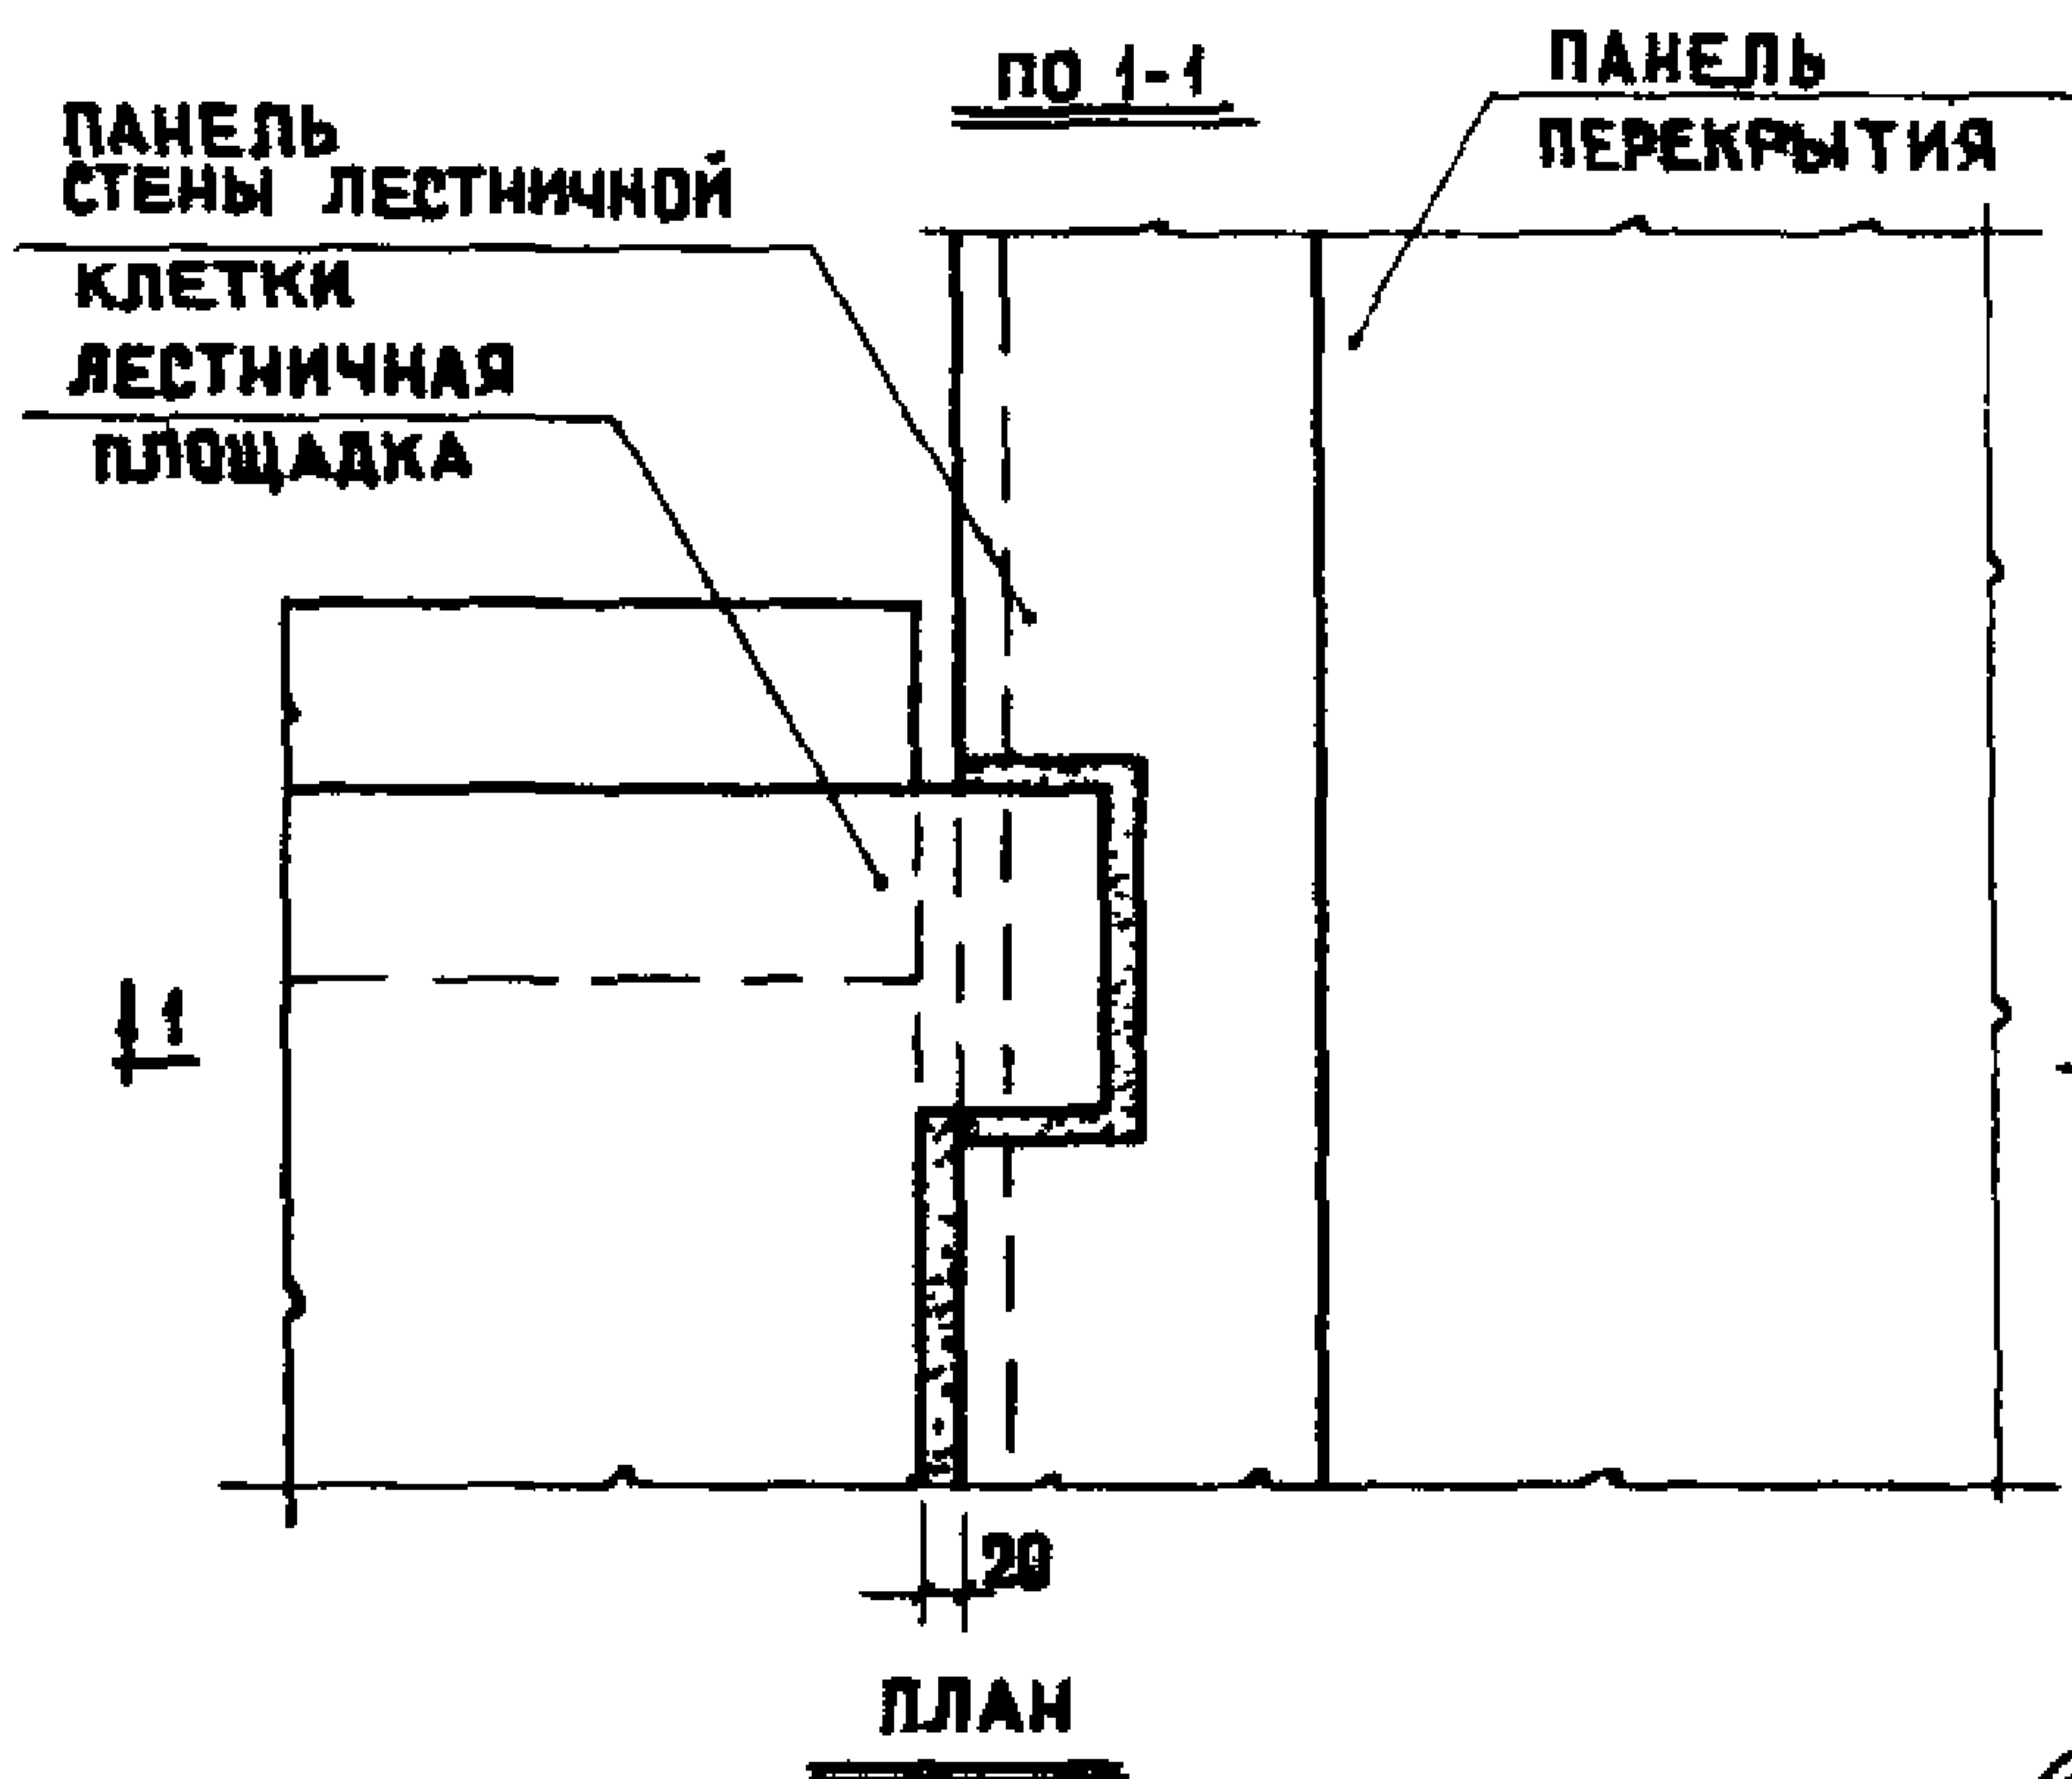 ПО 1-1
ПАНЕЛЬ
ПЕРЕКРЫТИЯ
ПАНЕЛЬ
СТЕНЫ ЛЕСТНИЧНОЙ
КЛЕТКИ
ЛЕСТНИЧНАЯ
ПЛОЩАДКА
1
20
ПЛАН